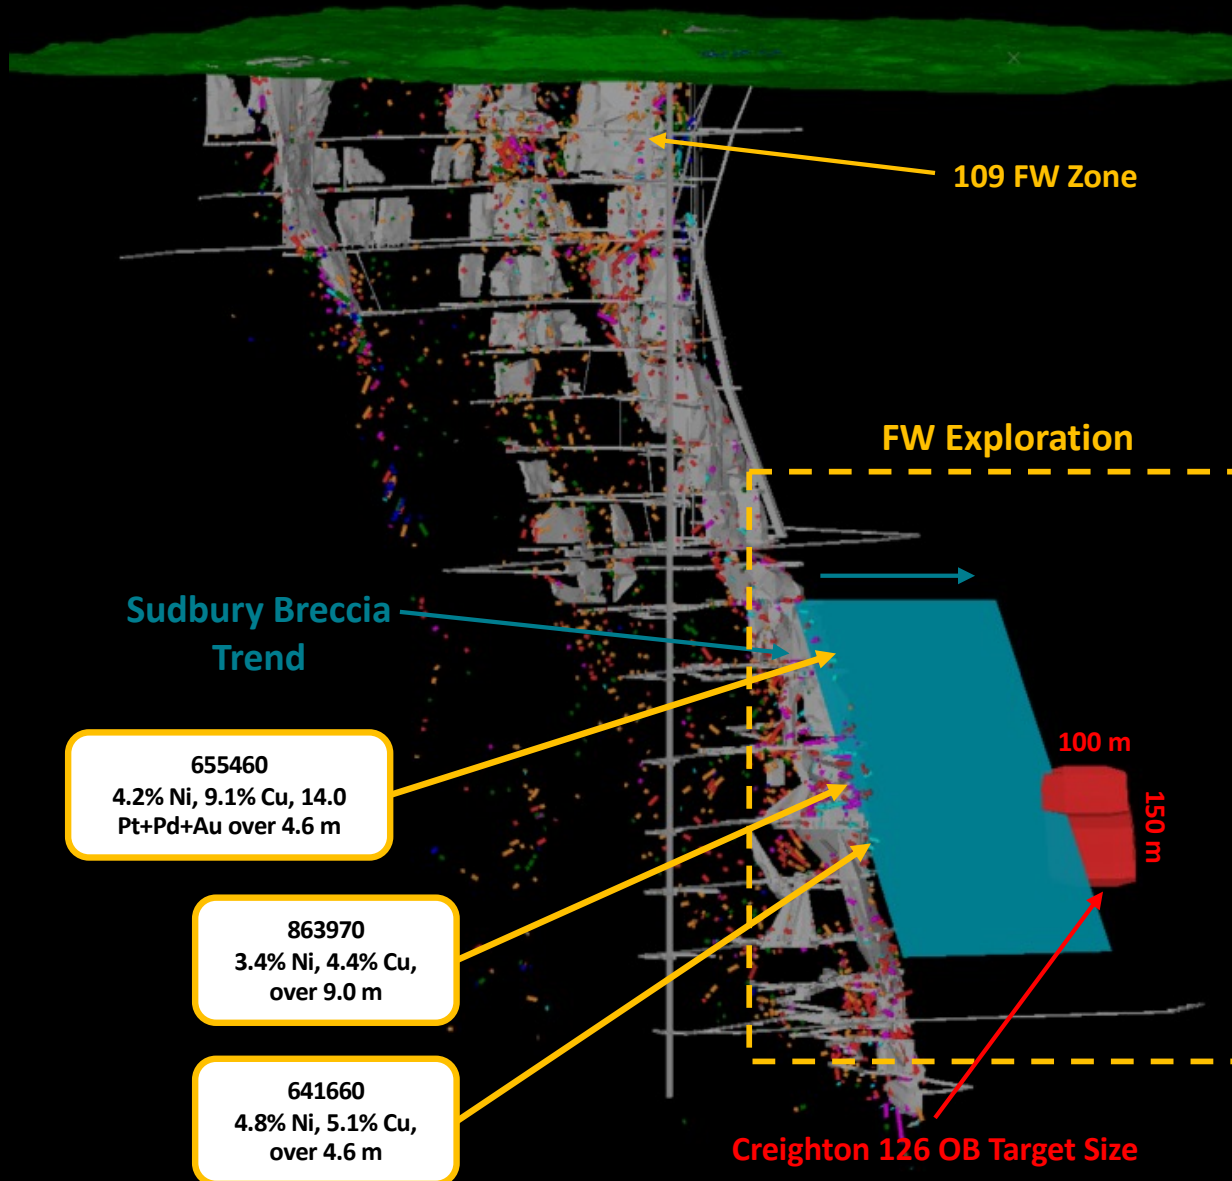 109 FW Zone
FW Exploration
Sudbury Breccia
Trend
655460
4.2% Ni, 9.1% Cu, 14.0
Pt+Pd+Au over 4.6 m
100 m
150 m
863970
3.4% Ni, 4.4% Cu,
over 9.0 m
641660
4.8% Ni, 5.1% Cu,
over 4.6 m
Creighton 126 OB Target Size